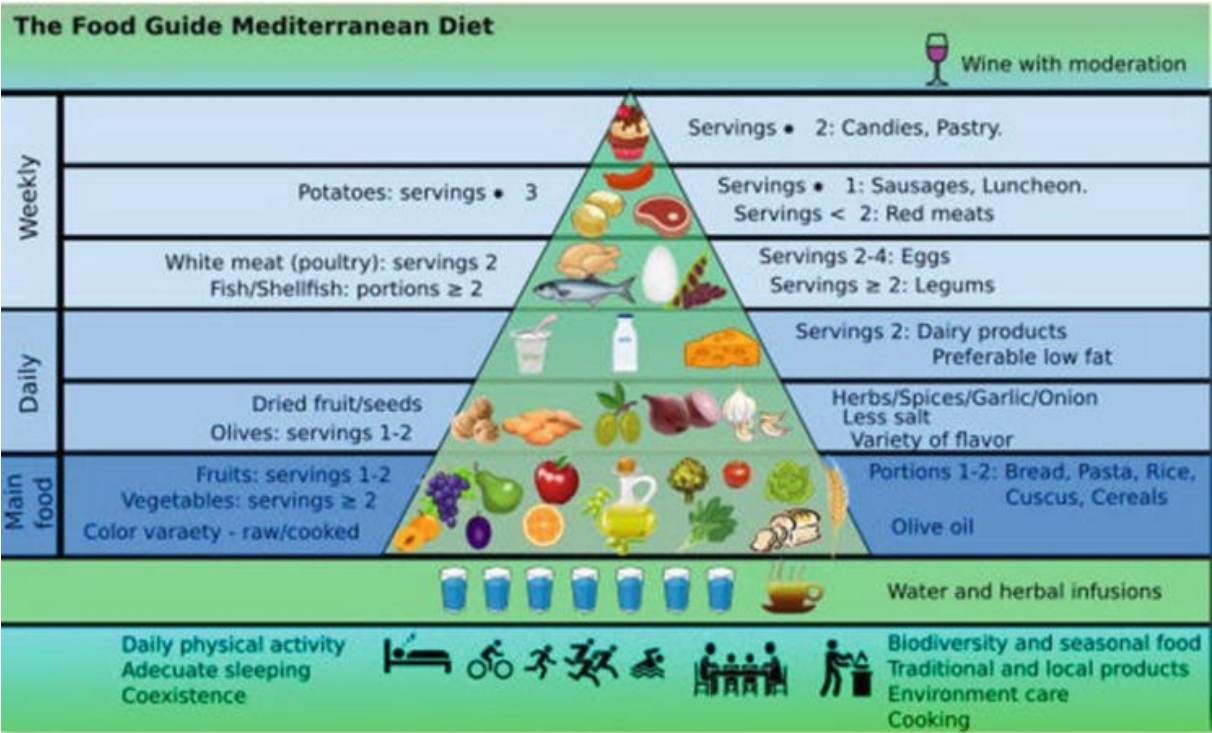 The Food Guide Mediterranean Diet
Wine with moderation
Weekly
Servings • 2: Candies, Pastry.
Potatoes: servings • 3
Servings • 1: Sausages, Luncheon.
Servings < 2: Red meats
White meat (poultry): servings 2
Fish/Shellfish: portions ≥ 2
Servings 2-4: Eggs
Servings ≥ 2: Legums
Daily
Servings 2: Dairy products
Preferable low fat
Dried fruit/seeds
Olives: servings 1-2
Herbs/Spices/Garlic/Onion
Less salt
Variety of flavor
Main
food
Fruits: servings 1-2
Vegetables: servings ≥ 2
Color varaety - raw/cooked
Portions 1-2: Bread, Pasta, Rice,
Cuscus, Cereals
Olive oil
Water and herbal infusions
Daily physical activity
Adecuate sleeping
Coexistence
Biodiversity and seasonal food
Traditional and local products
Environment care
Cooking